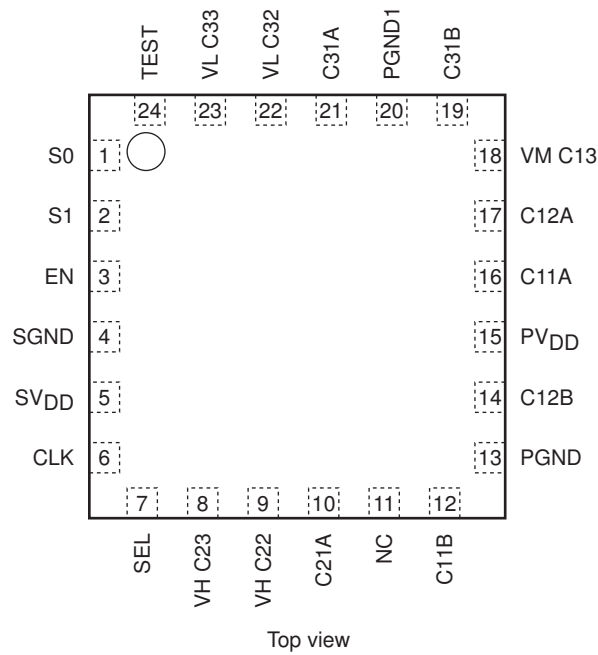 TEST
VL C33
VL C32
C31A
PGND1
C31B
24 23 22 21 20 19
S0 1
18 VM C13
S1 2
17 C12A
EN 3
16 C11A
SGND 4
15 PVDD
SVDD 5
14 C12B
CLK 6
13 PGND
7 8 9 10 11 12
SEL
VH C23
VH C22
C21A
NC
C11B
Top view